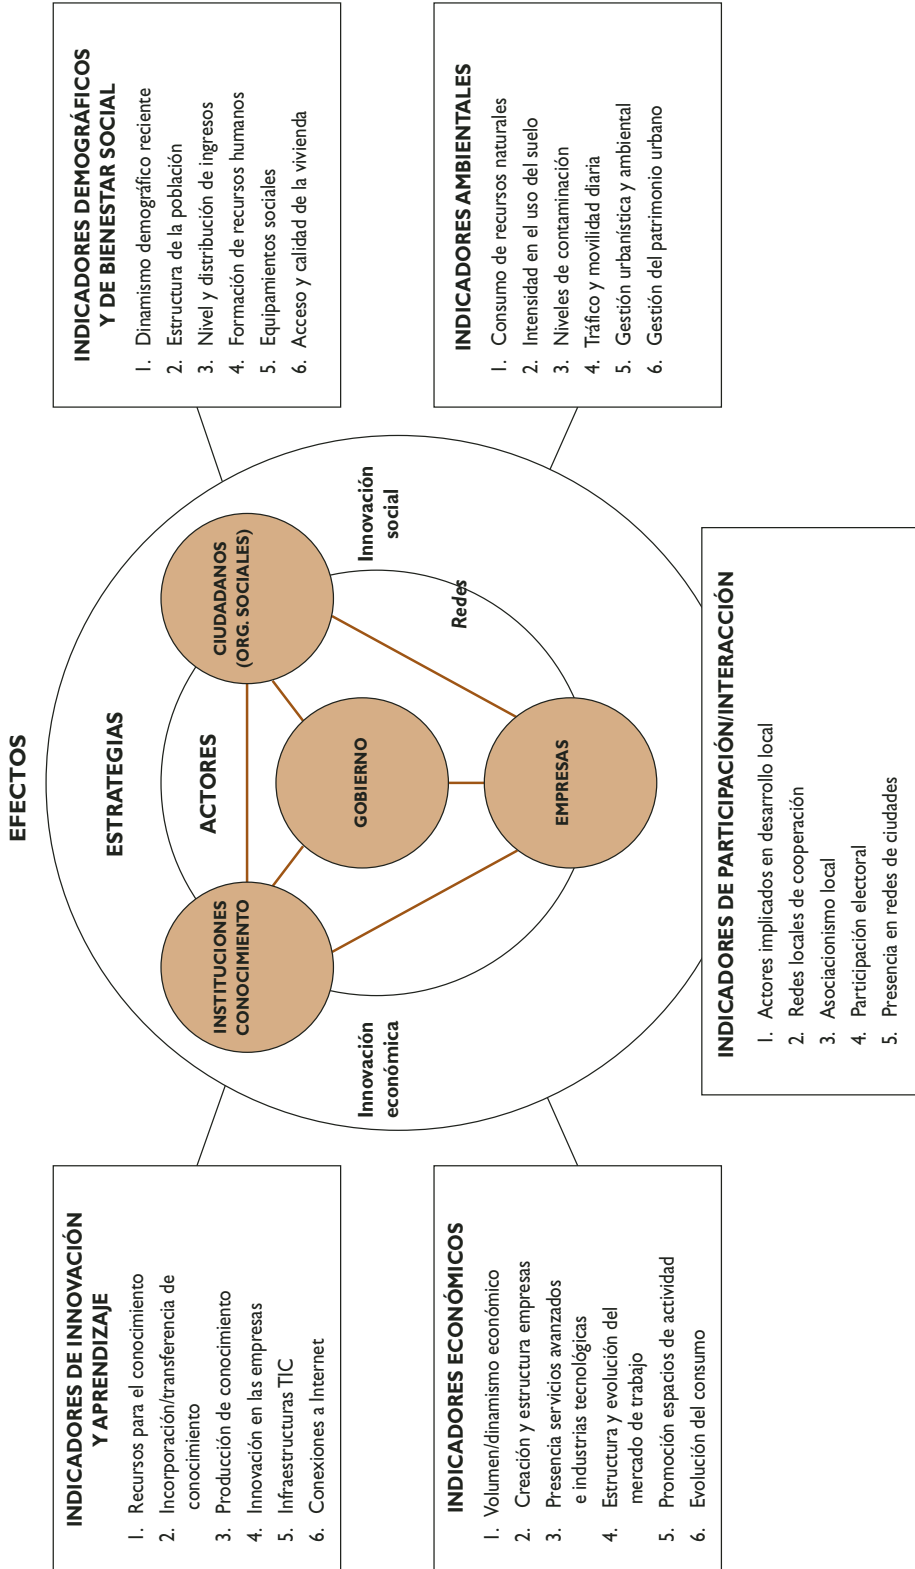 EFECTOS
ESTRATEGIAS
ACTORES
INSTITUCIONES
CONOCIMIENTO
CIUDADANOS
(ORG. SOCIALES)
GOBIERNO
EMPRESAS
Innovación
económica
Innovación
social
Redes
INDICADORES DE INNOVACIÓN
Y APRENDIZAJE
1. Recursos para el conocimiento
2. Incorporación/transferencia de
conocimiento
3. Producción de conocimiento
4. Innovación en las empresas
5. Infraestructuras TIC
6. Conexiones a Internet
INDICADORES DEMOGRÁFICOS
Y DE BIENESTAR SOCIAL
1. Dinamismo demográfico reciente
2. Estructura de la población
3. Nivel y distribución de ingresos
4. Formación de recursos humanos
5. Equipamientos sociales
6. Acceso y calidad de la vivienda
INDICADORES ECONÓMICOS
1. Volumen/dinamismo económico
2. Creación y estructura empresas
3. Presencia servicios avanzados
e industrias tecnológicas
4. Estructura y evolución del
mercado de trabajo
5. Promoción espacios de actividad
6. Evolución del consumo
INDICADORES AMBIENTALES
1. Consumo de recursos naturales
2. Intensidad en el uso del suelo
3. Niveles de contaminación
4. Tráfico y movilidad diaria
5. Gestión urbanística y ambiental
6. Gestión del patrimonio urbano
INDICADORES DE PARTICIPACIÓN/INTERACCIÓN
1. Actores implicados en desarrollo local
2. Redes locales de cooperación
3. Asociacionismo local
4. Participación electoral
5. Presencia en redes de ciudades